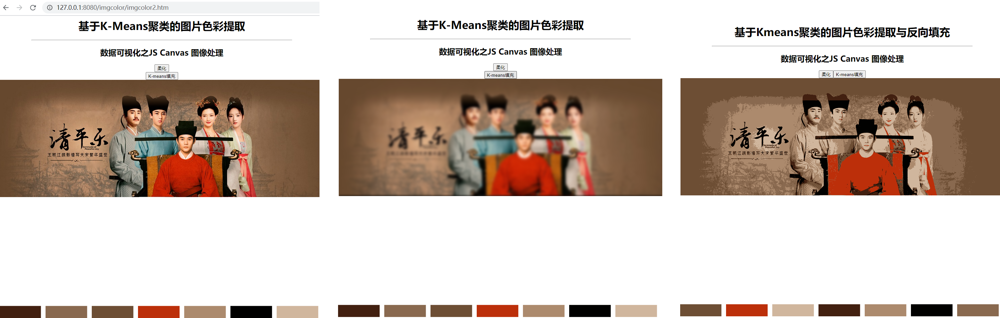 127.0.0.1:8080/imgcolor/imgcolor2.htm
基于K-Means聚类的图片色彩提取
数据可视化之JS Canvas 图像处理
柔化
K-means填充
清平乐
Serenade of
Peaceful Joy
王凯江疏影谱写大宋繁华盛世
基于K-Means聚类的图片色彩提取
数据可视化之JS Canvas 图像处理
柔化
K-means填充
清平乐
基于Kmeans聚类的图片色彩提取与反向填充
数据可视化之JS Canvas 图像处理
柔化 K-means填充
清平乐
Serenade of
Peaceful Joy
王凯江疏影谱写大宋繁华盛世